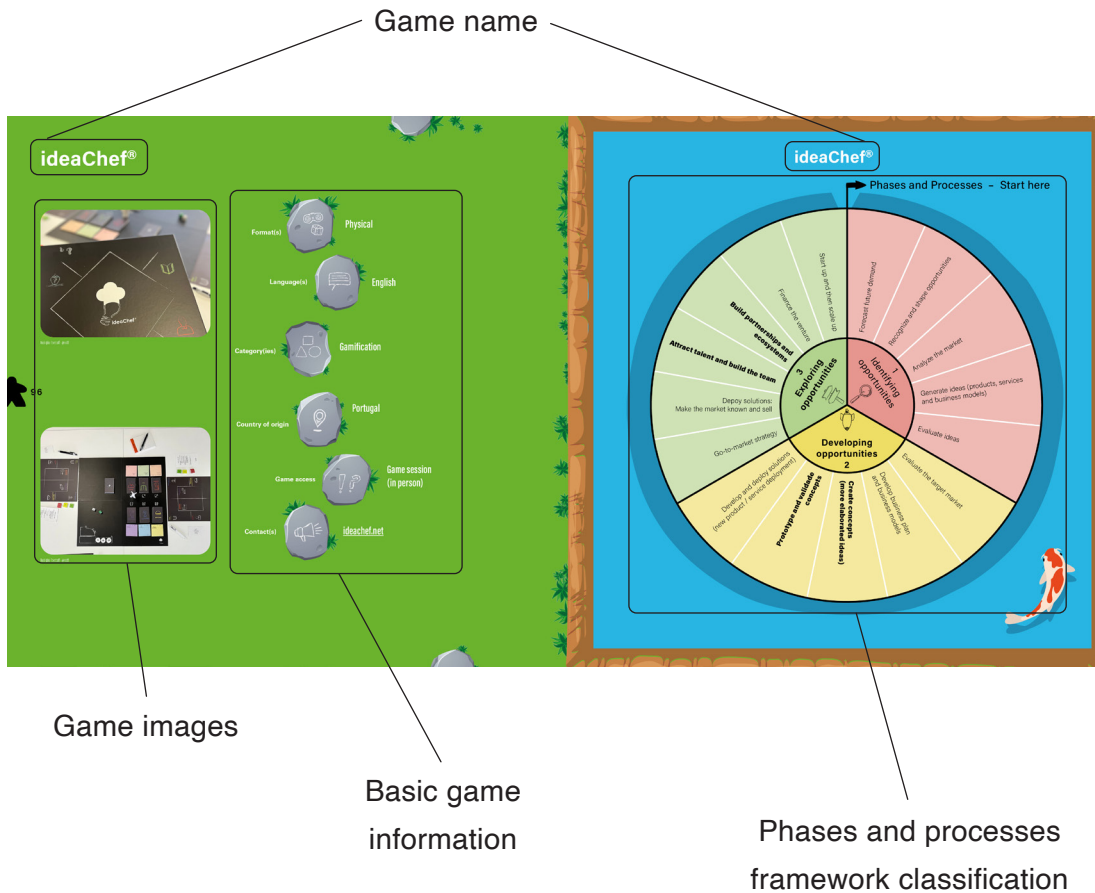 Game name
ideaChef®
Format(s)
Physical
Language(s)
English
Category(ies)
Gamification
Country of origin
Portugal
Game access
Game session
(in person)
Contact(s)
ideachef.net
96
ideaChef®
ideaChef®
Phases and Processes – Start here
Forecast future demand
Recognize and shape opportunities
Analyze the market
Generate ideas (products, services
and business models)
Evaluate ideas
1
Identifying
opportunities
Evaluate the target market
Develop business plan
and business models
Create concepts
(more elaborated ideas)
Prototype and validado
concepts
Develop and deploy solutions
(new product / service deployment)
Developing
opportunities
2
Go-to-market strategy
Depoy solutions:
Make the market known and sell
Attract talent and build the team
Build partnerships and
ecosystems
Finance the venture
Start up and then scale up
3
Exploring
opportunities
Game images
Basic game
information
Phases and processes
framework classification